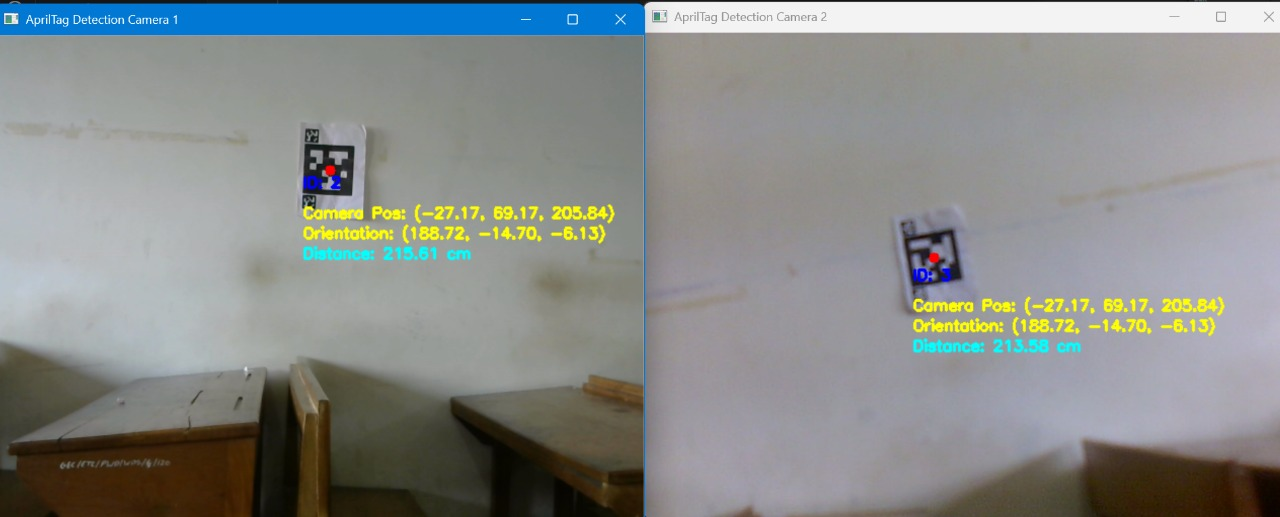 AprilTag Detection Camera 1
ID: 2
Camera Pos: (-27.17, 69.17, 205.84)
Orientation: (188.72, -14.70, -6.13)
Distance: 215.61 cm
AprilTag Detection Camera 2
ID: 3
Camera Pos: (-27.17, 69.17, 205.84)
Orientation: (188.72, -14.70, -6.13)
Distance: 213.58 cm